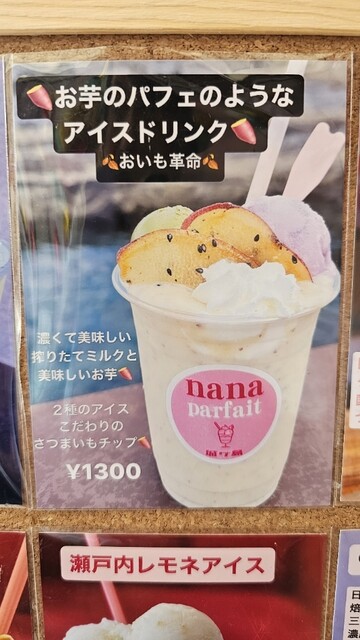 🍠お芋のパフェのような
アイスドリンク🍠
🍂おいも革命🍂
濃くて美味しい
搾りたてミルクと
美味しいお芋🍠
2種のアイス
こだわりの
さつまいもチップ🍠
¥1300
nana
Parfait
瀬戸内レモネアイス
日
焙
三